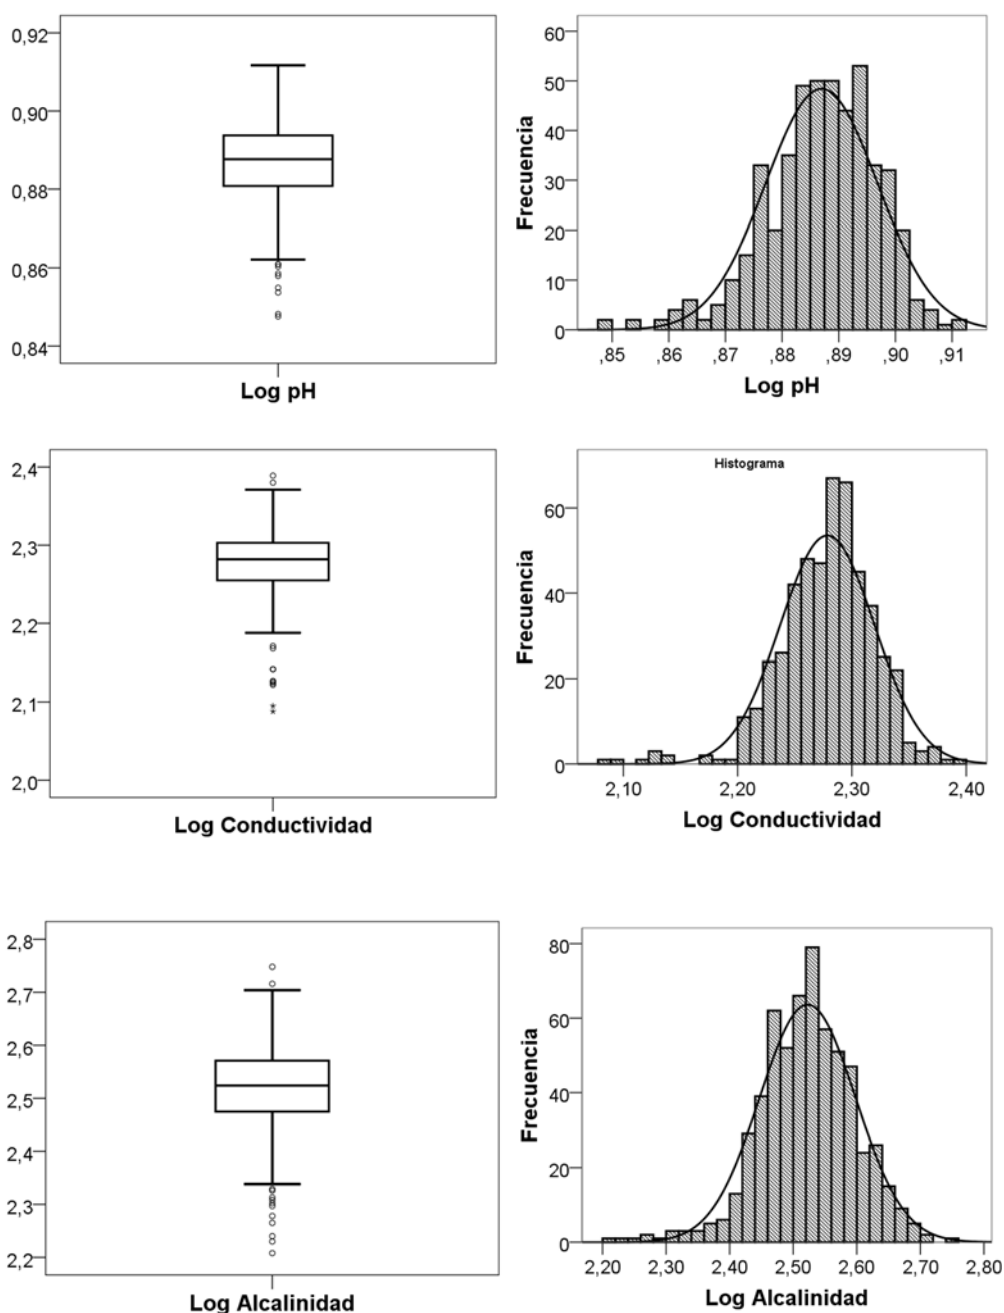 0,92
0,90
0,88
0,86
0,84
Log pH
Frecuencia
60
50
40
30
20
10
0
,85 ,86 ,87 ,88 ,89 ,90 ,91
Log pH
2,4
2,3
2,2
2,1
2,0
Log Conductividad
Histograma
Frecuencia
60
40
20
0
2,10 2,20 2,30 2,40
Log Conductividad
2,8
2,7
2,6
2,5
2,4
2,3
2,2
Log Alcalinidad
Frecuencia
80
60
40
20
0
2,20 2,30 2,40 2,50 2,60 2,70 2,80
Log Alcalinidad